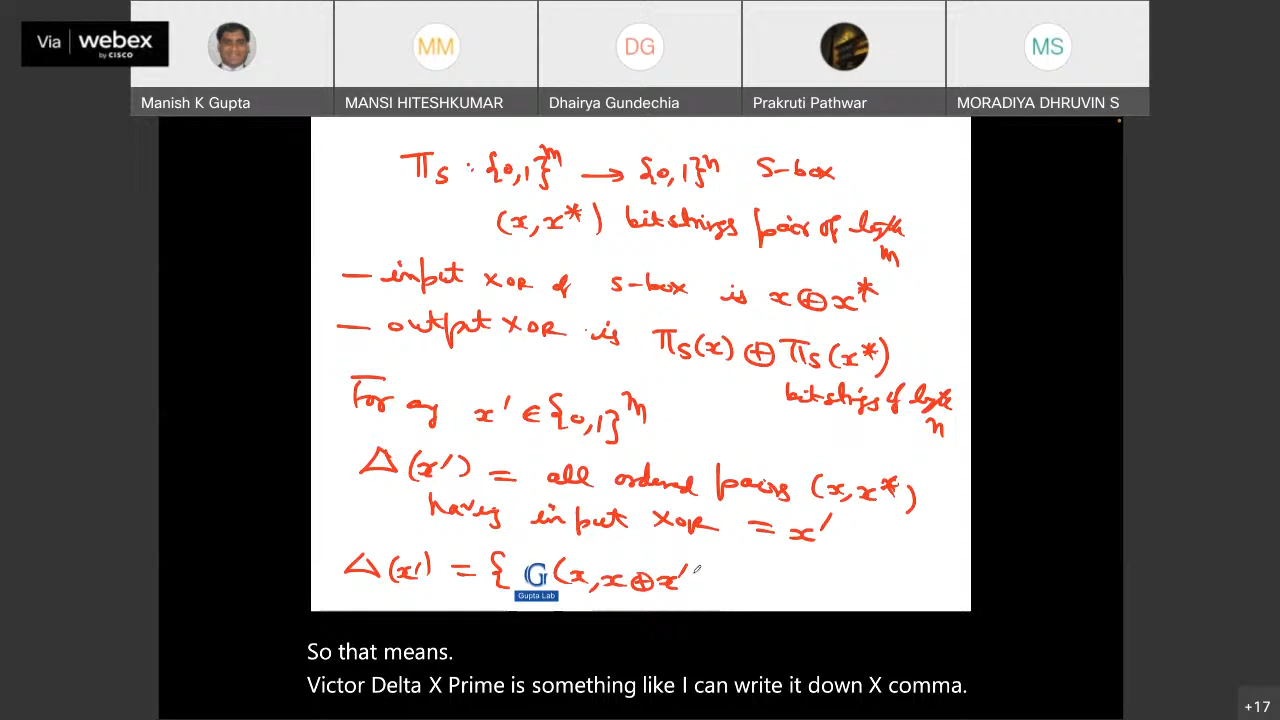 Via webex
by CISCO
MM
DG
MS
Manish K Gupta
MANSI HITESHKUMAR
Dhairya Gundechia
Prakruti Pathwar
MORADIYA DHRUVIN S
π_S : {0,1}^m → {0,1}^n S-box
(x, x*) bitstrings pair of length m
— input XOR of S-box is x ⊕ x*
— output XOR is π_S(x) ⊕ π_S(x*)
bitstrings of length n
For any x' ∈ {0,1}^m
Δ(x') = all ordered pairs (x, x*)
having input XOR = x'
Δ(x') = { (x, x ⊕ x'
G
Gupta Lab
So that means.
Victor Delta X Prime is something like I can write it down X comma.
+17